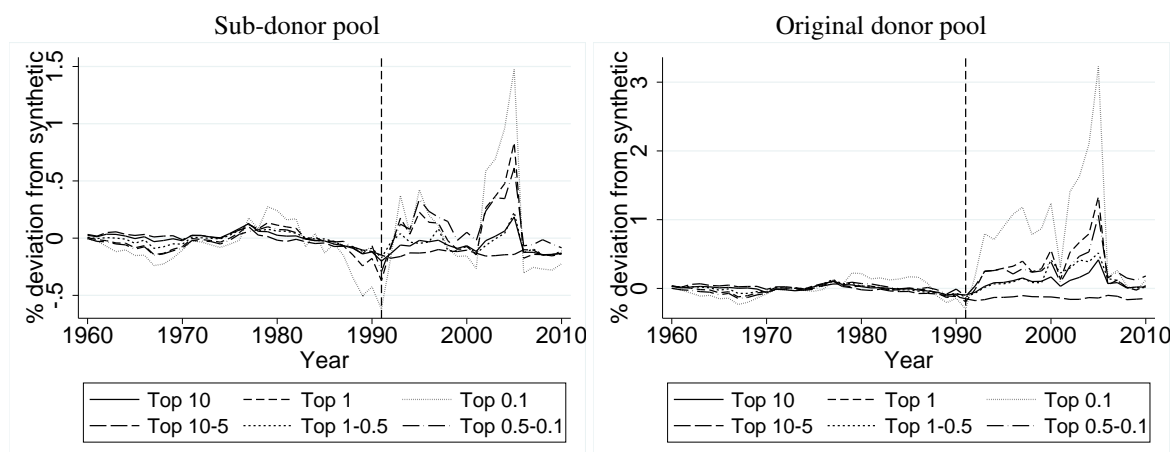 Sub-donor pool
% deviation from synthetic
1.5
1
.5
0
-.5
1960 1970 1980 1990 2000 2010
Year
Top 10 Top 1 Top 0.1
Top 10-5 Top 1-0.5 Top 0.5-0.1
Original donor pool
% deviation from synthetic
3
2
1
0
1960 1970 1980 1990 2000 2010
Year
Top 10 Top 1 Top 0.1
Top 10-5 Top 1-0.5 Top 0.5-0.1